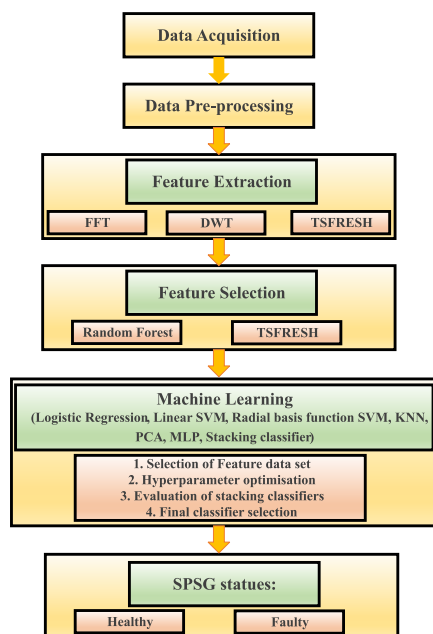 Data Acquisition
Data Pre-processing
Feature Extraction
FFT
DWT
TSFRESH
Feature Selection
Random Forest
TSFRESH
Machine Learning
(Logistic Regression, Linear SVM, Radial basis function SVM, KNN,
PCA, MLP, Stacking classifier)
1. Selection of Feature data set
2. Hyperparameter optimisation
3. Evaluation of stacking classifiers
4. Final classifier selection
SPSG statues:
Healthy
Faulty